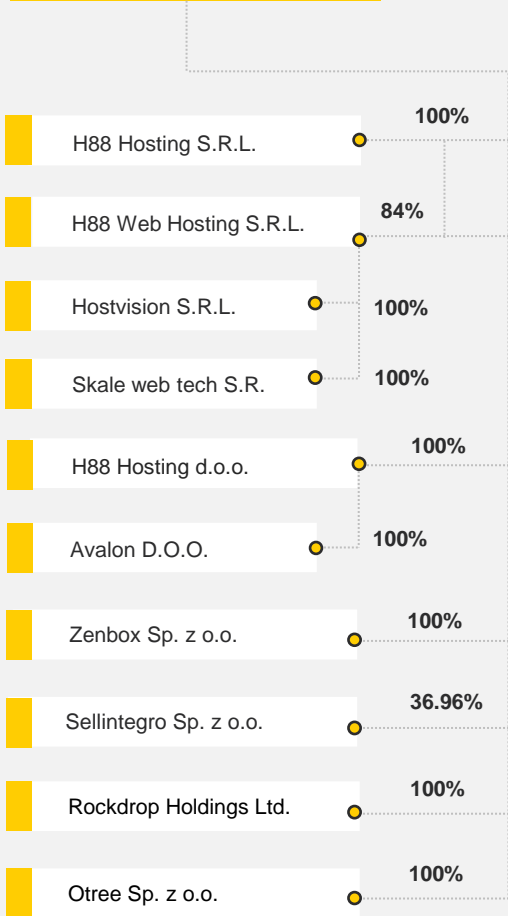 100%
H88 Hosting S.R.L.
84%
H88 Web Hosting S.R.L.
Hostvision S.R.L.
100%
Skale web tech S.R.
100%
100%
H88 Hosting d.o.o.
Avalon D.O.O.
100%
100%
Zenbox Sp. z o.o.
36.96%
Sellintegro Sp. z o.o.
100%
Rockdrop Holdings Ltd.
100%
Otree Sp. z o.o.